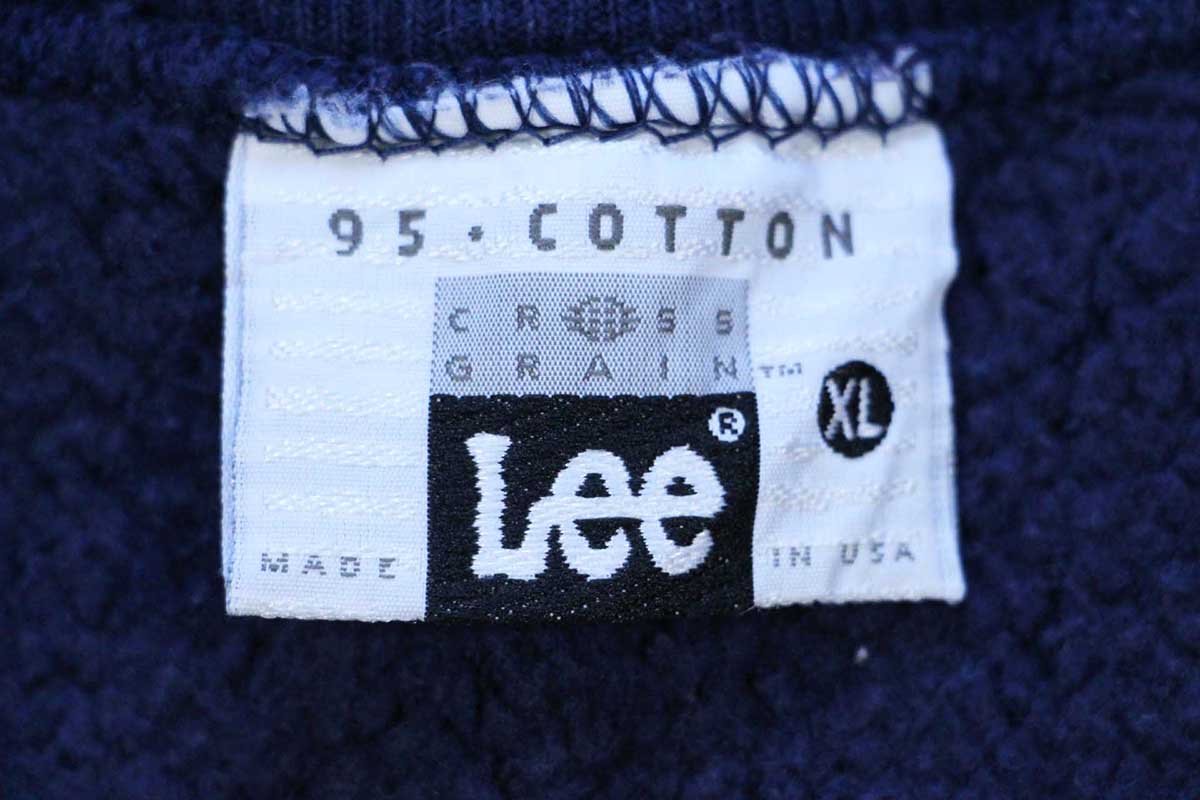 95 · COTTON
CROSS
GRAIN ™
XL
Lee ®
MADE IN USA